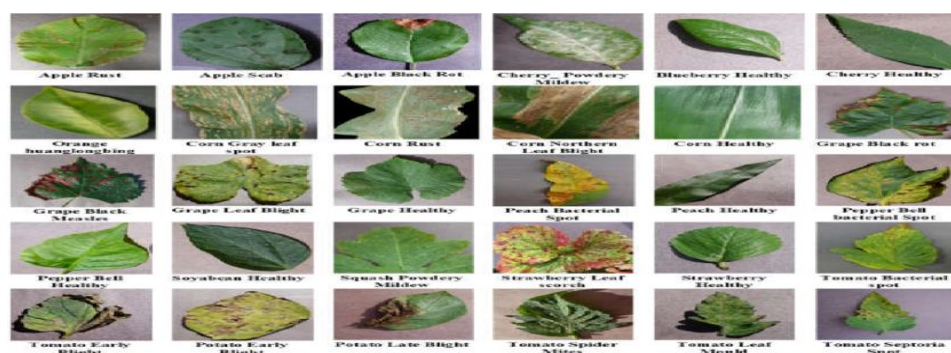 Apple Rust
Apple Scab
Apple Black Rot
Cherry_ Powdery
Mildew
Blueberry Healthy
Cherry Healthy
Orange
huanglongbing
Corn Gray leaf
spot
Corn Rust
Corn Northern
Leaf Blight
Corn Healthy
Grape Black rot
Grape Black
Measles
Grape Leaf Blight
Grape Healthy
Peach Bacterial
Spot
Peach Healthy
Pepper Bell
bacterial Spot
Pepper Bell
Healthy
Soyabean Healthy
Squash Powdery
Mildew
Strawberry Leaf
scorch
Strawberry
Healthy
Tomato Bacterial
spot
Tomato Early
Blight
Potato Early
Blight
Potato Late Blight
Tomato Spider
Mites
Tomato Leaf
Mould
Tomato Septoria
Spot